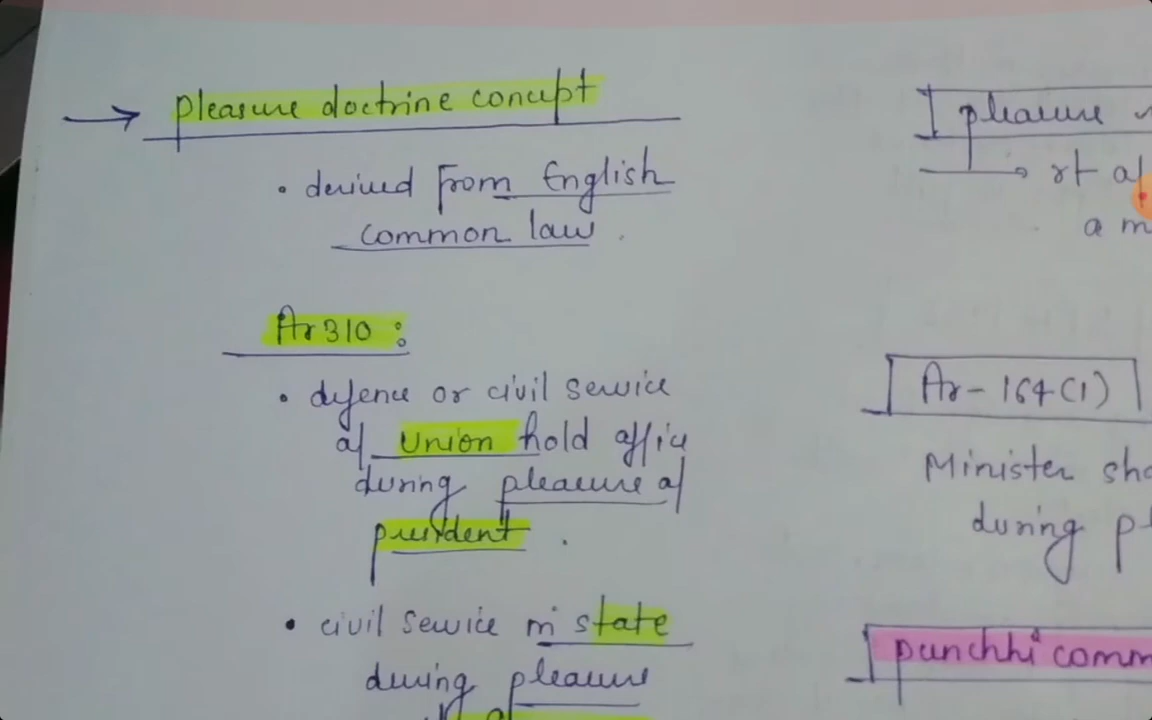 pleasure doctrine concept
• derived from English
common law.
Ar 310:
• defence or civil service
of Union hold office
during pleasure of
president.
• civil service in state
during pleasure
pleasure
rt of
a m
Ar-164(1)
Minister sha
during pl
punchhi comm